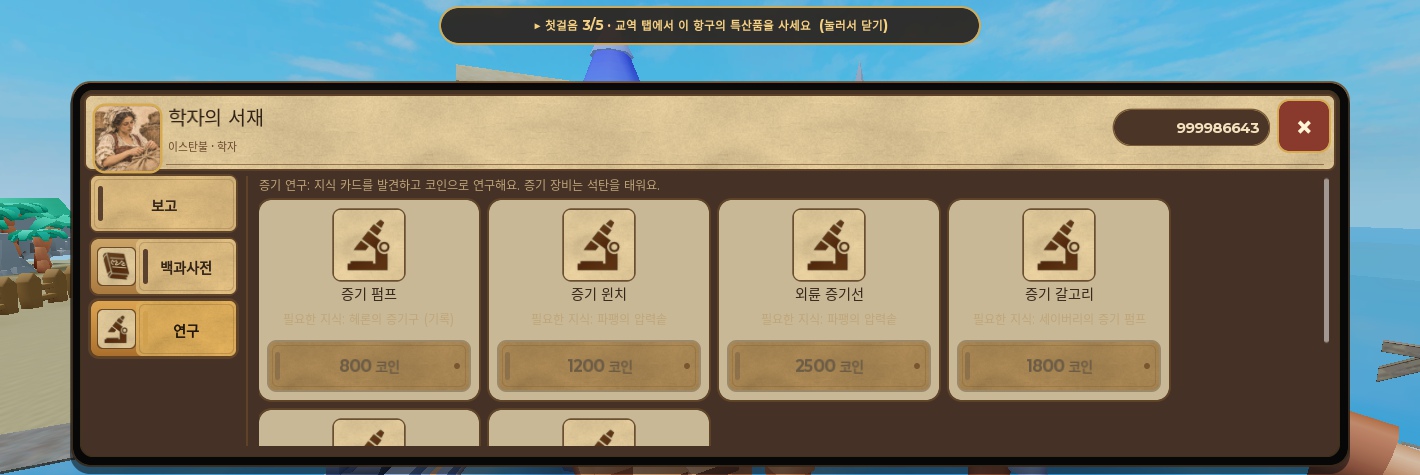 ▸ 첫걸음 3/5 · 교역 탭에서 이 항구의 특산품을 사세요 (눌러서 닫기)
학자의 서재
이스탄불 · 학자
999986643
×
보고
백과사전
연구
증기 연구: 지식 카드를 발견하고 코인으로 연구해요. 증기 장비는 석탄을 태워요.
증기 펌프
필요한 지식: 헤론의 증기구 (기록)
800 코인
증기 윈치
필요한 지식: 파팽의 압력솥
1200 코인
외륜 증기선
필요한 지식: 파팽의 압력솥
2500 코인
증기 갈고리
필요한 지식: 세이버리의 증기 펌프
1800 코인